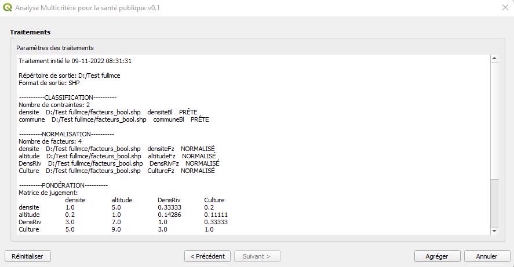 Analyse Multicritère pour la santé publique v0.1
Traitements
Paramètres des traitements
Traitement initié le 09-11-2022 08:31:31
Répertoire de sortie: D:/Test fullmce
Format de sortie: SHP
----------CLASSIFICATION----------
Nombre de contraintes: 2
densite D:/Test fullmce/facteurs_bool.shp densiteBl PRÊTE
commune D:/Test fullmce/facteurs_bool.shp communeBl PRÊTE
----------NORMALISATION----------
Nombre de facteurs: 4
densite D:/Test fullmce/facteurs_bool.shp densiteFz NORMALISÉ
altitude D:/Test fullmce/facteurs_bool.shp altitudeFz NORMALISÉ
DensRiv D:/Test fullmce/facteurs_bool.shp DensRivFz NORMALISÉ
Culture D:/Test fullmce/facteurs_bool.shp CultureFz NORMALISÉ
----------PONDÉRATION----------
Matrice de jugement:
densite altitude DensRiv Culture
densite 1.0 5.0 0.33333 0.2
altitude 0.2 1.0 0.14286 0.11111
DensRiv 3.0 7.0 1.0 0.33333
Culture 5.0 9.0 3.0 1.0
Réinitialiser < Précédent Suivant > Agréger Annuler